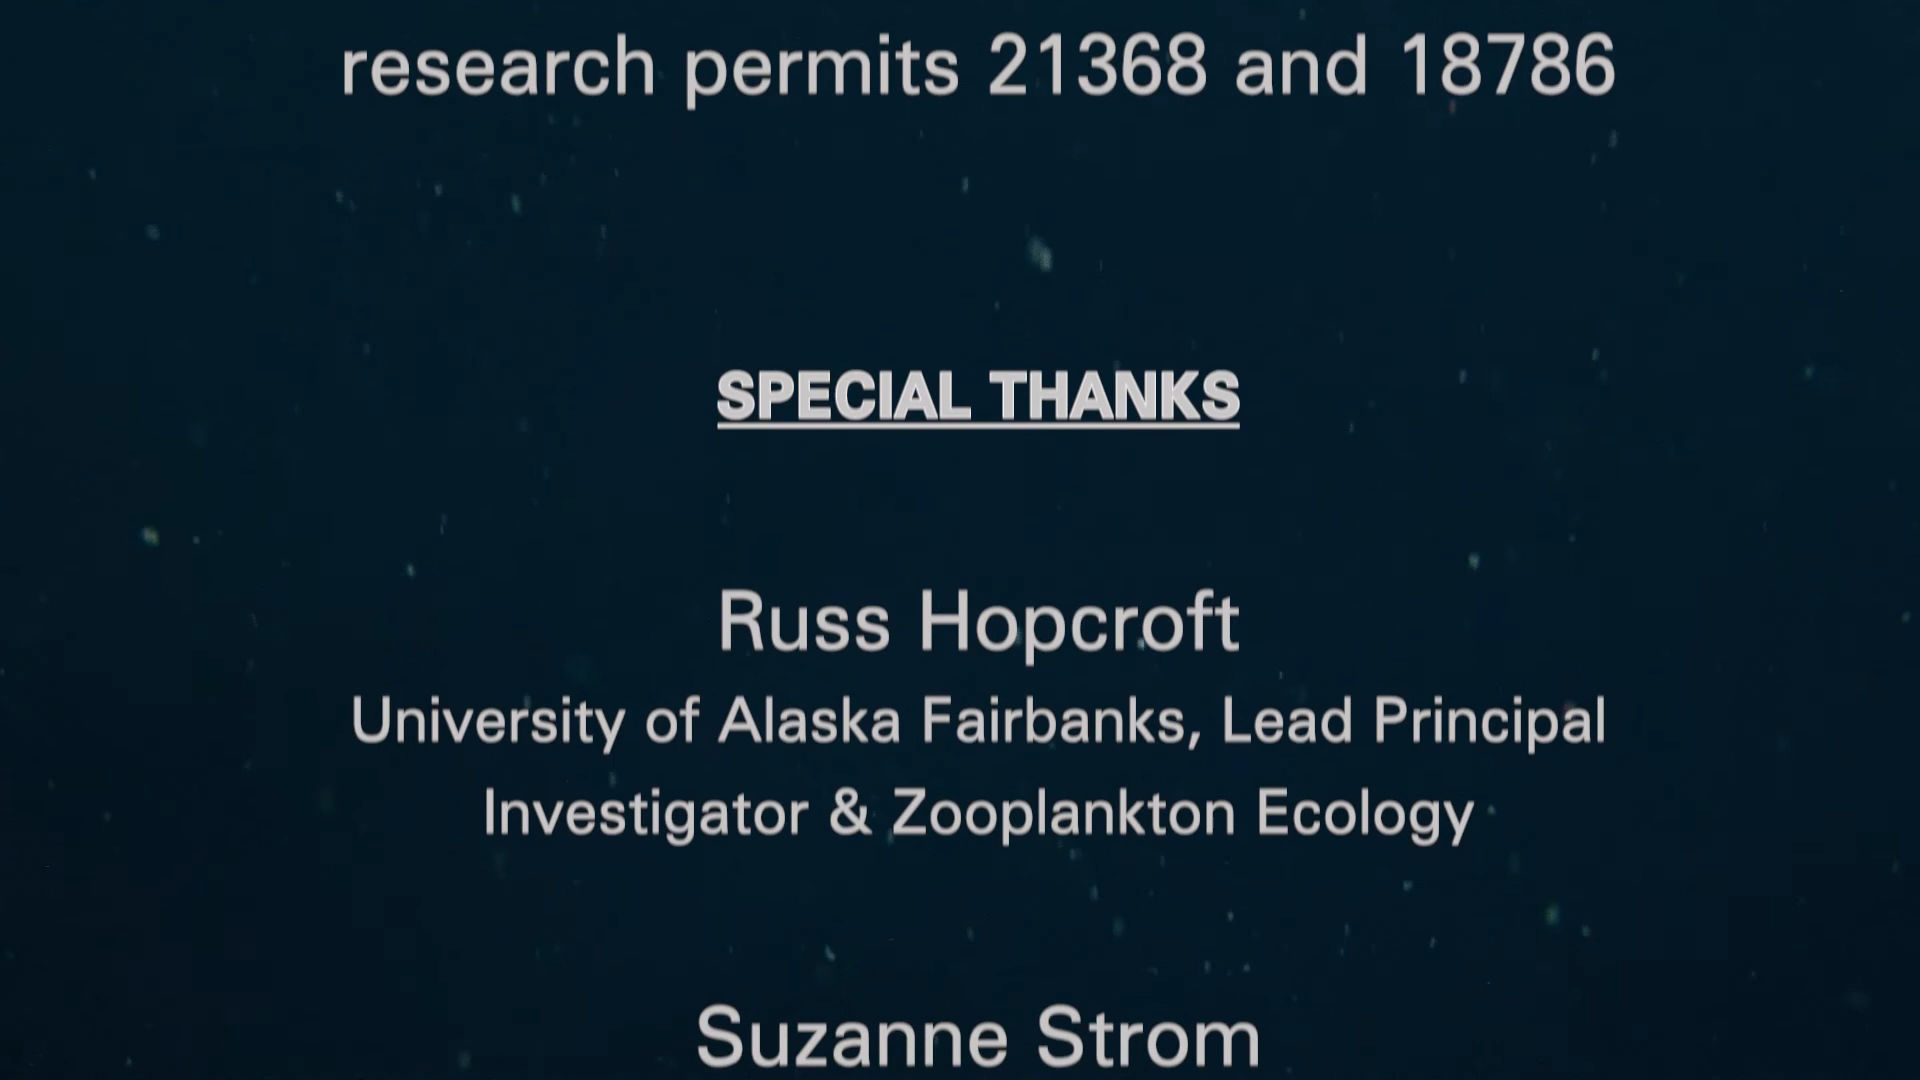 research permits 21368 and 18786
SPECIAL THANKS
Russ Hopcroft
University of Alaska Fairbanks, Lead Principal
Investigator & Zooplankton Ecology
Suzanne Strom